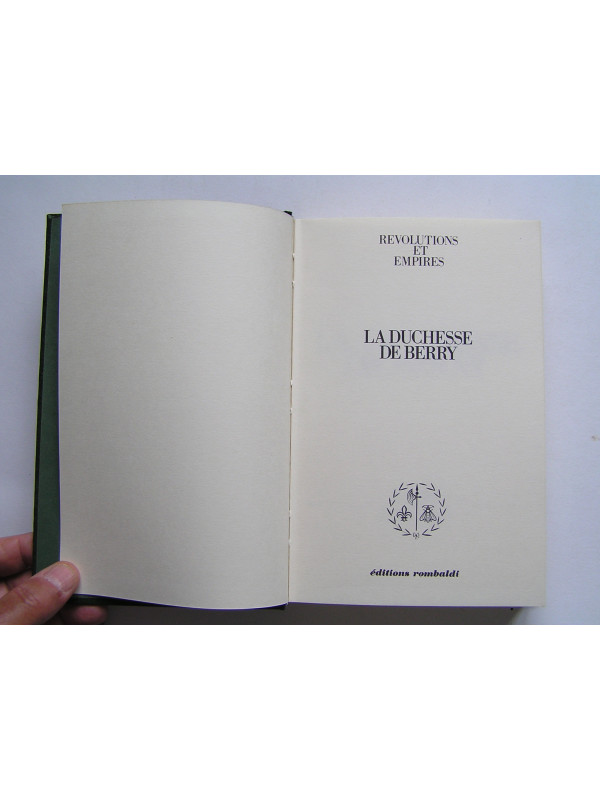 REVOLUTIONS
ET
EMPIRES
LA DUCHESSE
DE BERRY
éditions rombaldi